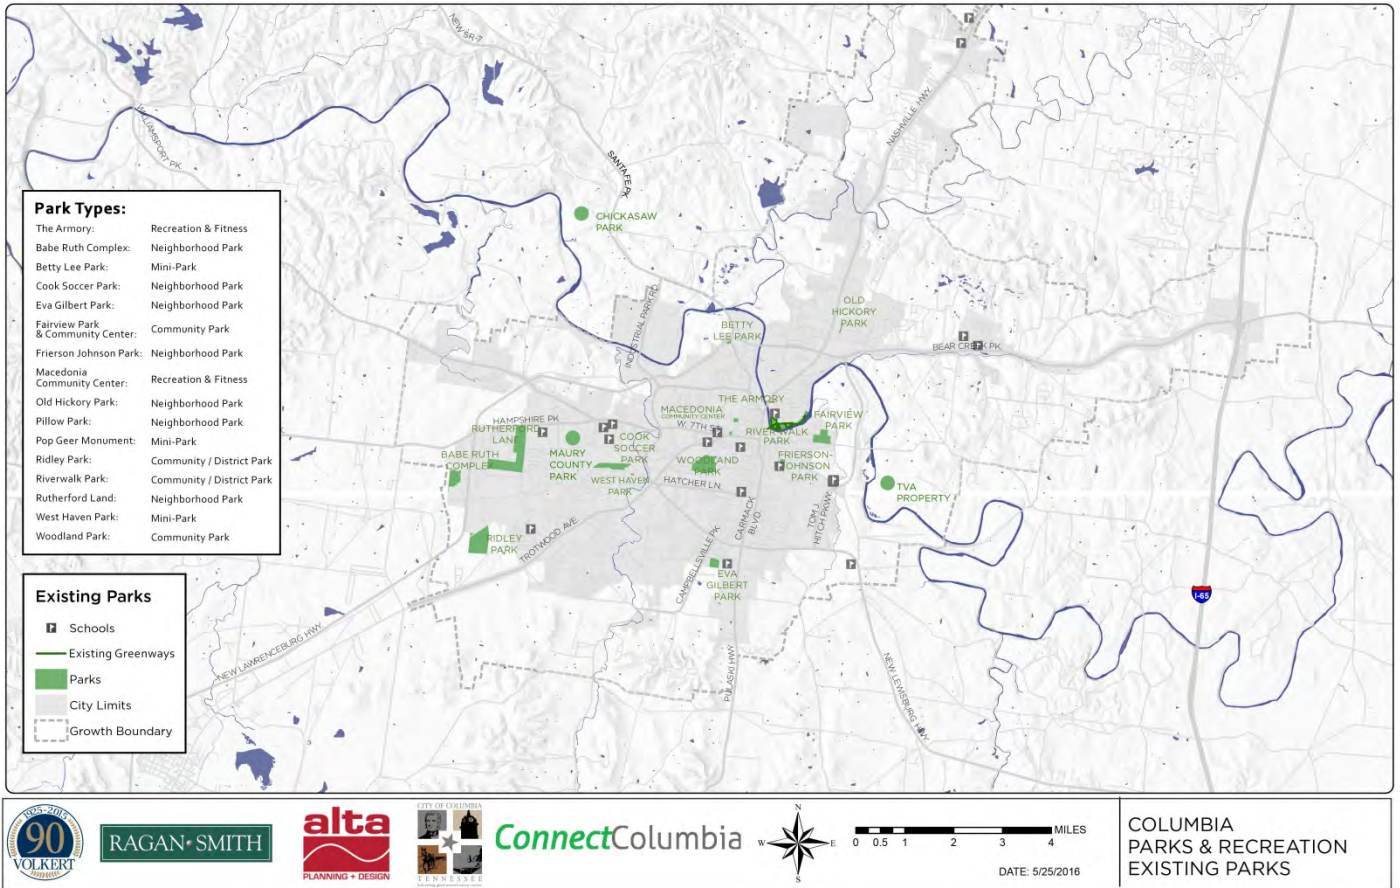 NEW SR-7
WILLIAMSPORT PK.
NASHVILLE HWY.
SANTA FE PK.
CHICKASAW
PARK
Park Types:
The Armory: Recreation & Fitness
Babe Ruth Complex: Neighborhood Park
Betty Lee Park: Mini-Park
Cook Soccer Park: Neighborhood Park
Eva Gilbert Park: Neighborhood Park
Fairview Park
& Community Center: Community Park
Frierson Johnson Park: Neighborhood Park
Macedonia
Community Center: Recreation & Fitness
Old Hickory Park: Neighborhood Park
Pillow Park: Neighborhood Park
Pop Geer Monument: Mini-Park
Ridley Park: Community / District Park
Riverwalk Park: Community / District Park
Rutherford Land: Neighborhood Park
West Haven Park: Mini-Park
Woodland Park: Community Park
INDUSTRIAL PARK RD.
BETTY
LEE PARK
OLD
HICKORY
PARK
BEAR CREEK PK.
THE ARMORY
MACEDONIA
COMMUNITY CENTER
W. 7TH ST.
HAMPSHIRE PK.
RUTHERFORD
LAND
BABE RUTH
COMPLEX
MAURY
COUNTY
PARK
COOK
SOCCER
PARK
WEST HAVEN
PARK
WOODLAND
PARK
HATCHER LN.
RIVER WALK
PARK
FAIRVIEW
PARK
FRIERSON-
JOHNSON
PARK
TVA
PROPERTY
RIDLEY
PARK
TROTWOOD AVE.
CAMPBELLSVILLE PK.
CARMACK
BLVD.
TOM J.
HITCH PKWY.
EVA
GILBERT
PARK
I-65
NEW LAWRENCEBURG HWY.
PULASKI HWY.
NEW LEWISBURG HWY.
Existing Parks
Schools
Existing Greenways
Parks
City Limits
Growth Boundary
1925-2015
90
VOLKERT
RAGAN·SMITH
alta
PLANNING + DESIGN
CITY OF COLUMBIA
TENNESSEE
ConnectColumbia
N
W E
S
0 0.5 1 2 3 4 MILES
DATE: 5/25/2016
COLUMBIA
PARKS & RECREATION
EXISTING PARKS